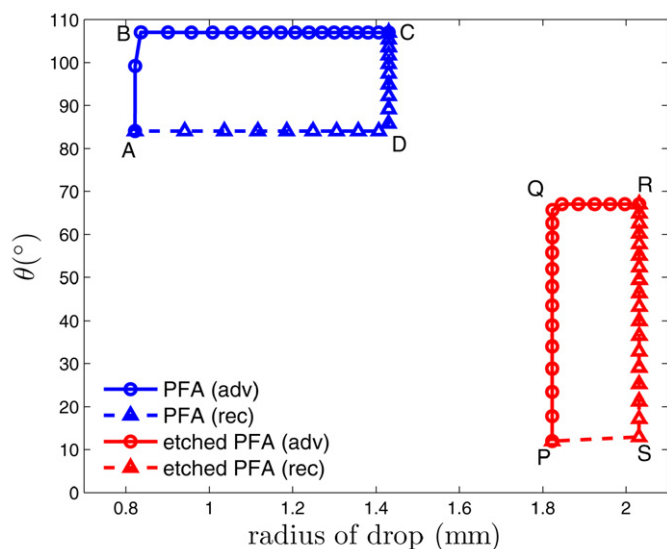 110
100
90
80
70
60
50
40
30
20
10
0
θ(°)
B
C
A
D
Q
R
P
S
PFA (adv)
PFA (rec)
etched PFA (adv)
etched PFA (rec)
0.8 1 1.2 1.4 1.6 1.8 2
radius of drop (mm)